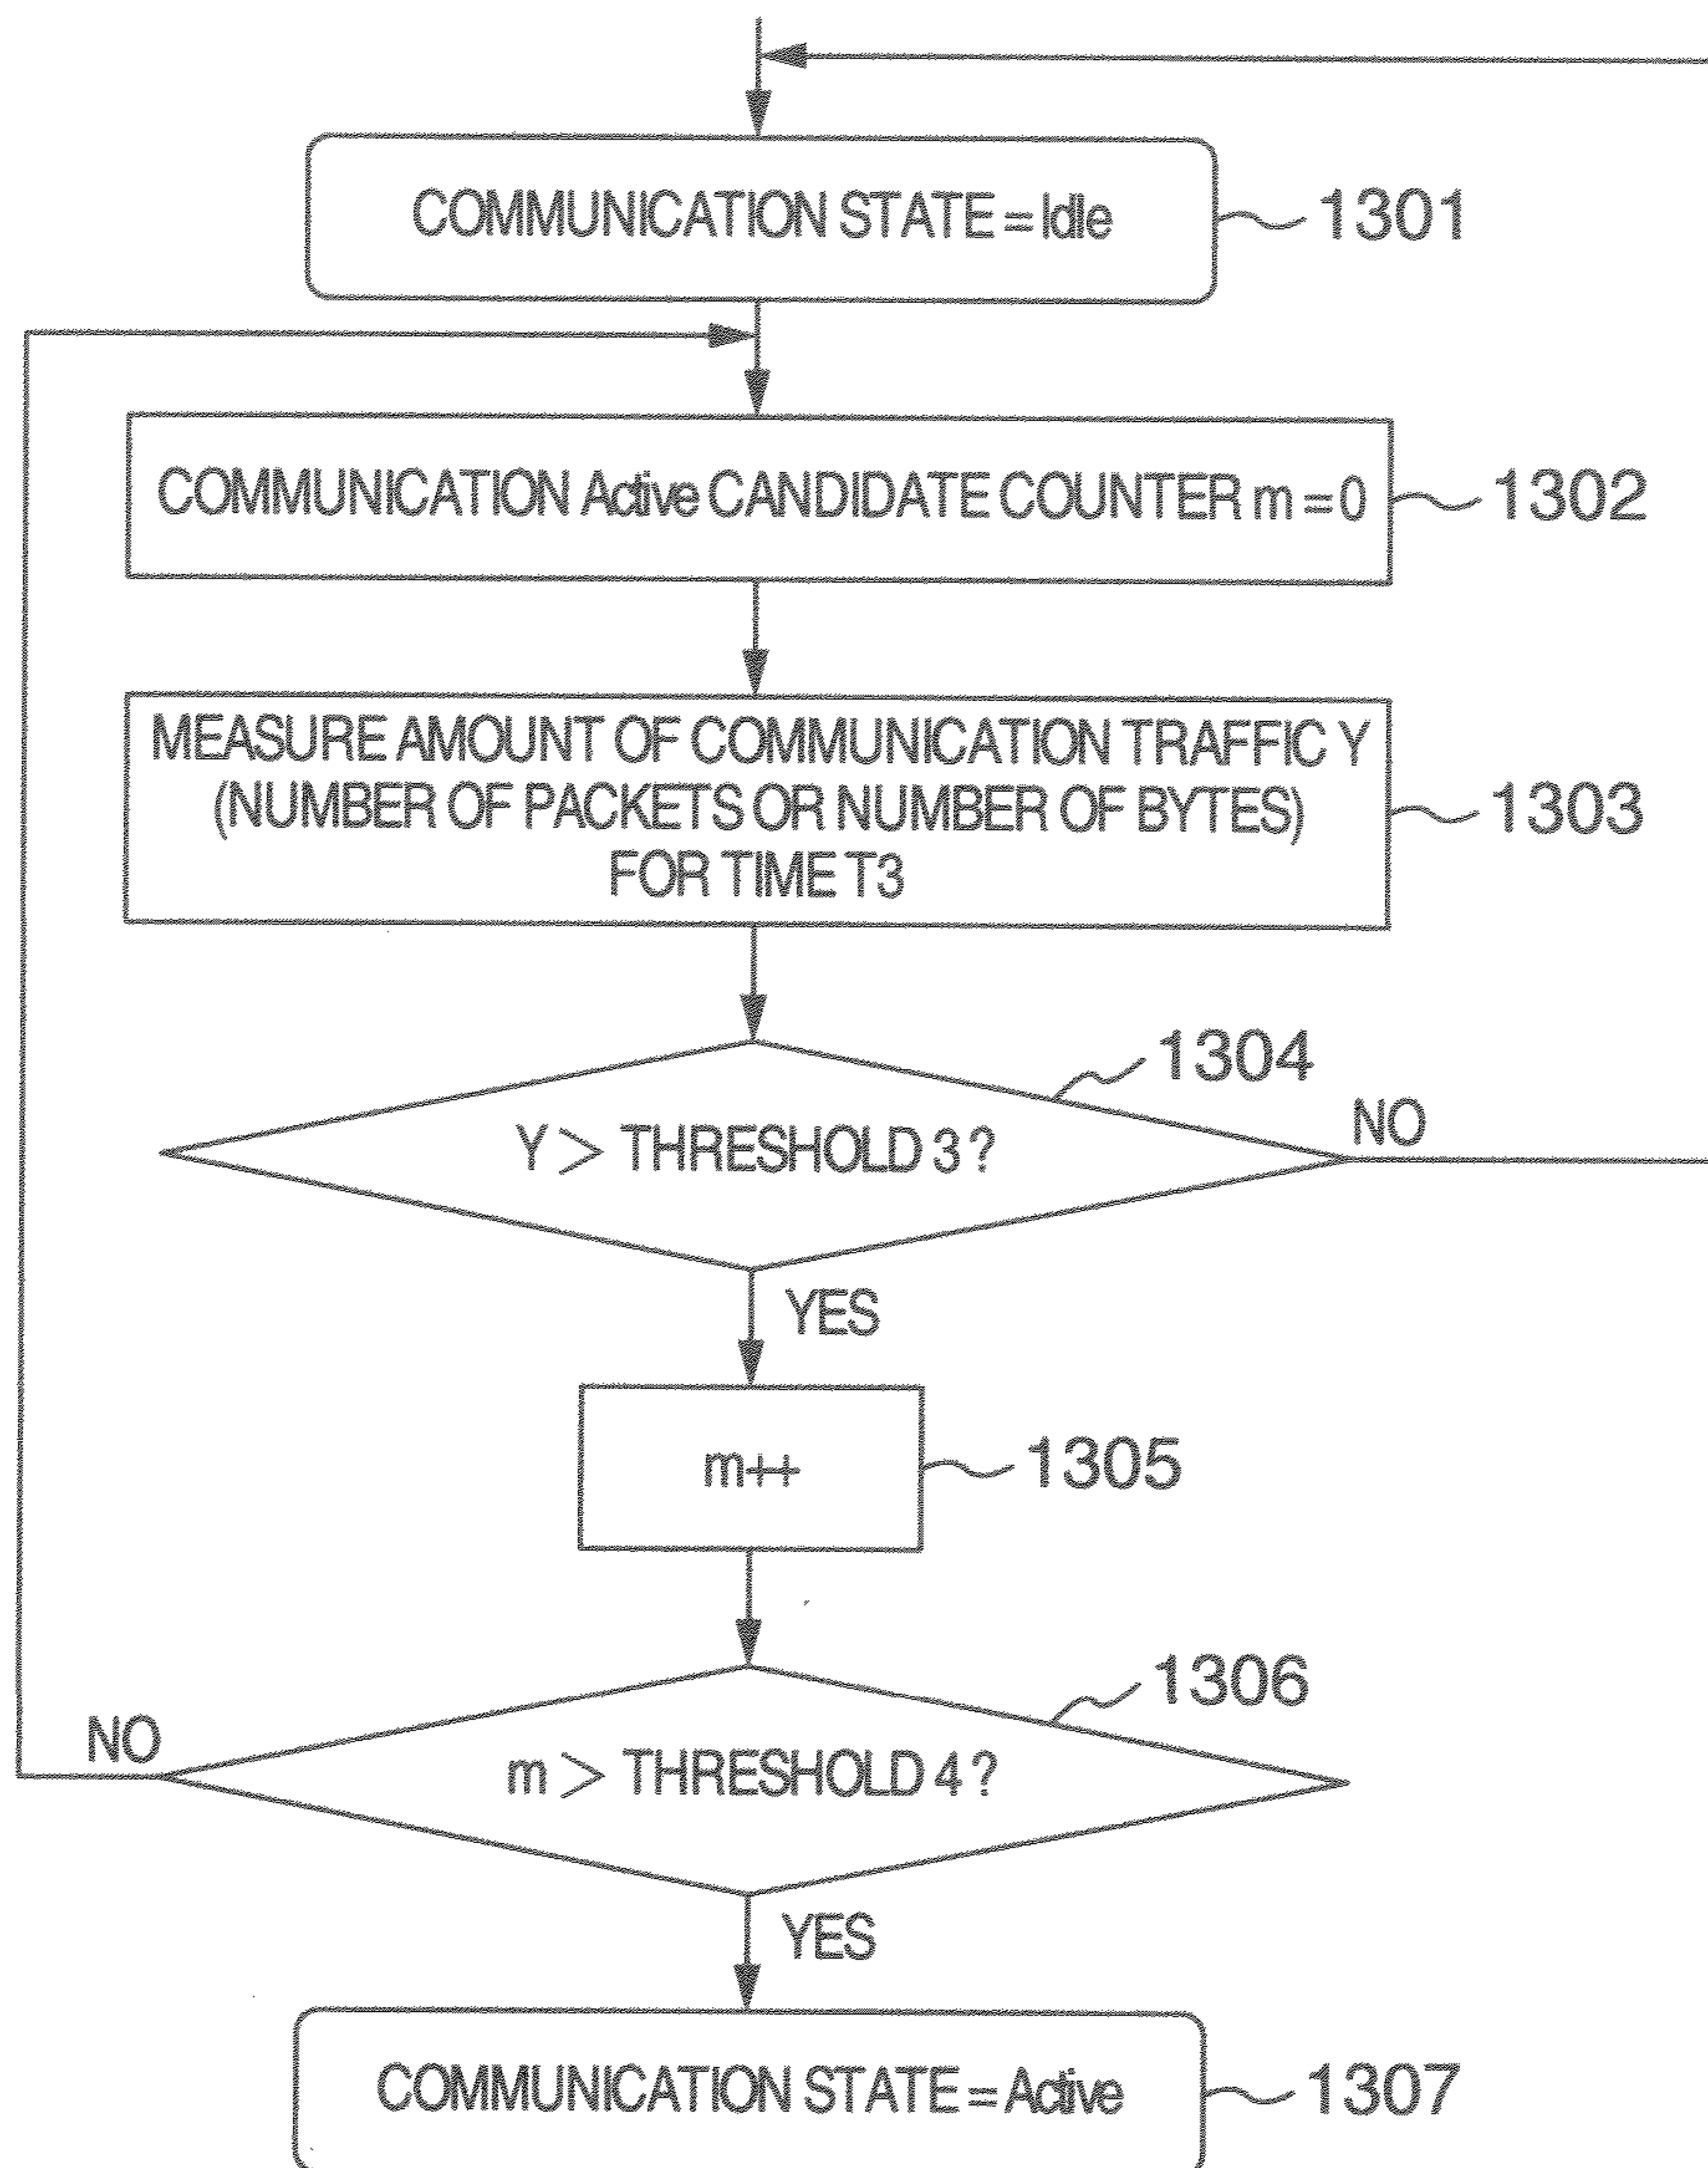 COMMUNICATION STATE = Idle
1301
COMMUNICATION Active CANDIDATE COUNTER m = 0
1302
MEASURE AMOUNT OF COMMUNICATION TRAFFIC Y
(NUMBER OF PACKETS OR NUMBER OF BYTES)
FOR TIME T3
1303
1304
Y > THRESHOLD 3 ?
NO
YES
m++
1305
1306
NO
m > THRESHOLD 4 ?
YES
COMMUNICATION STATE = Active
1307